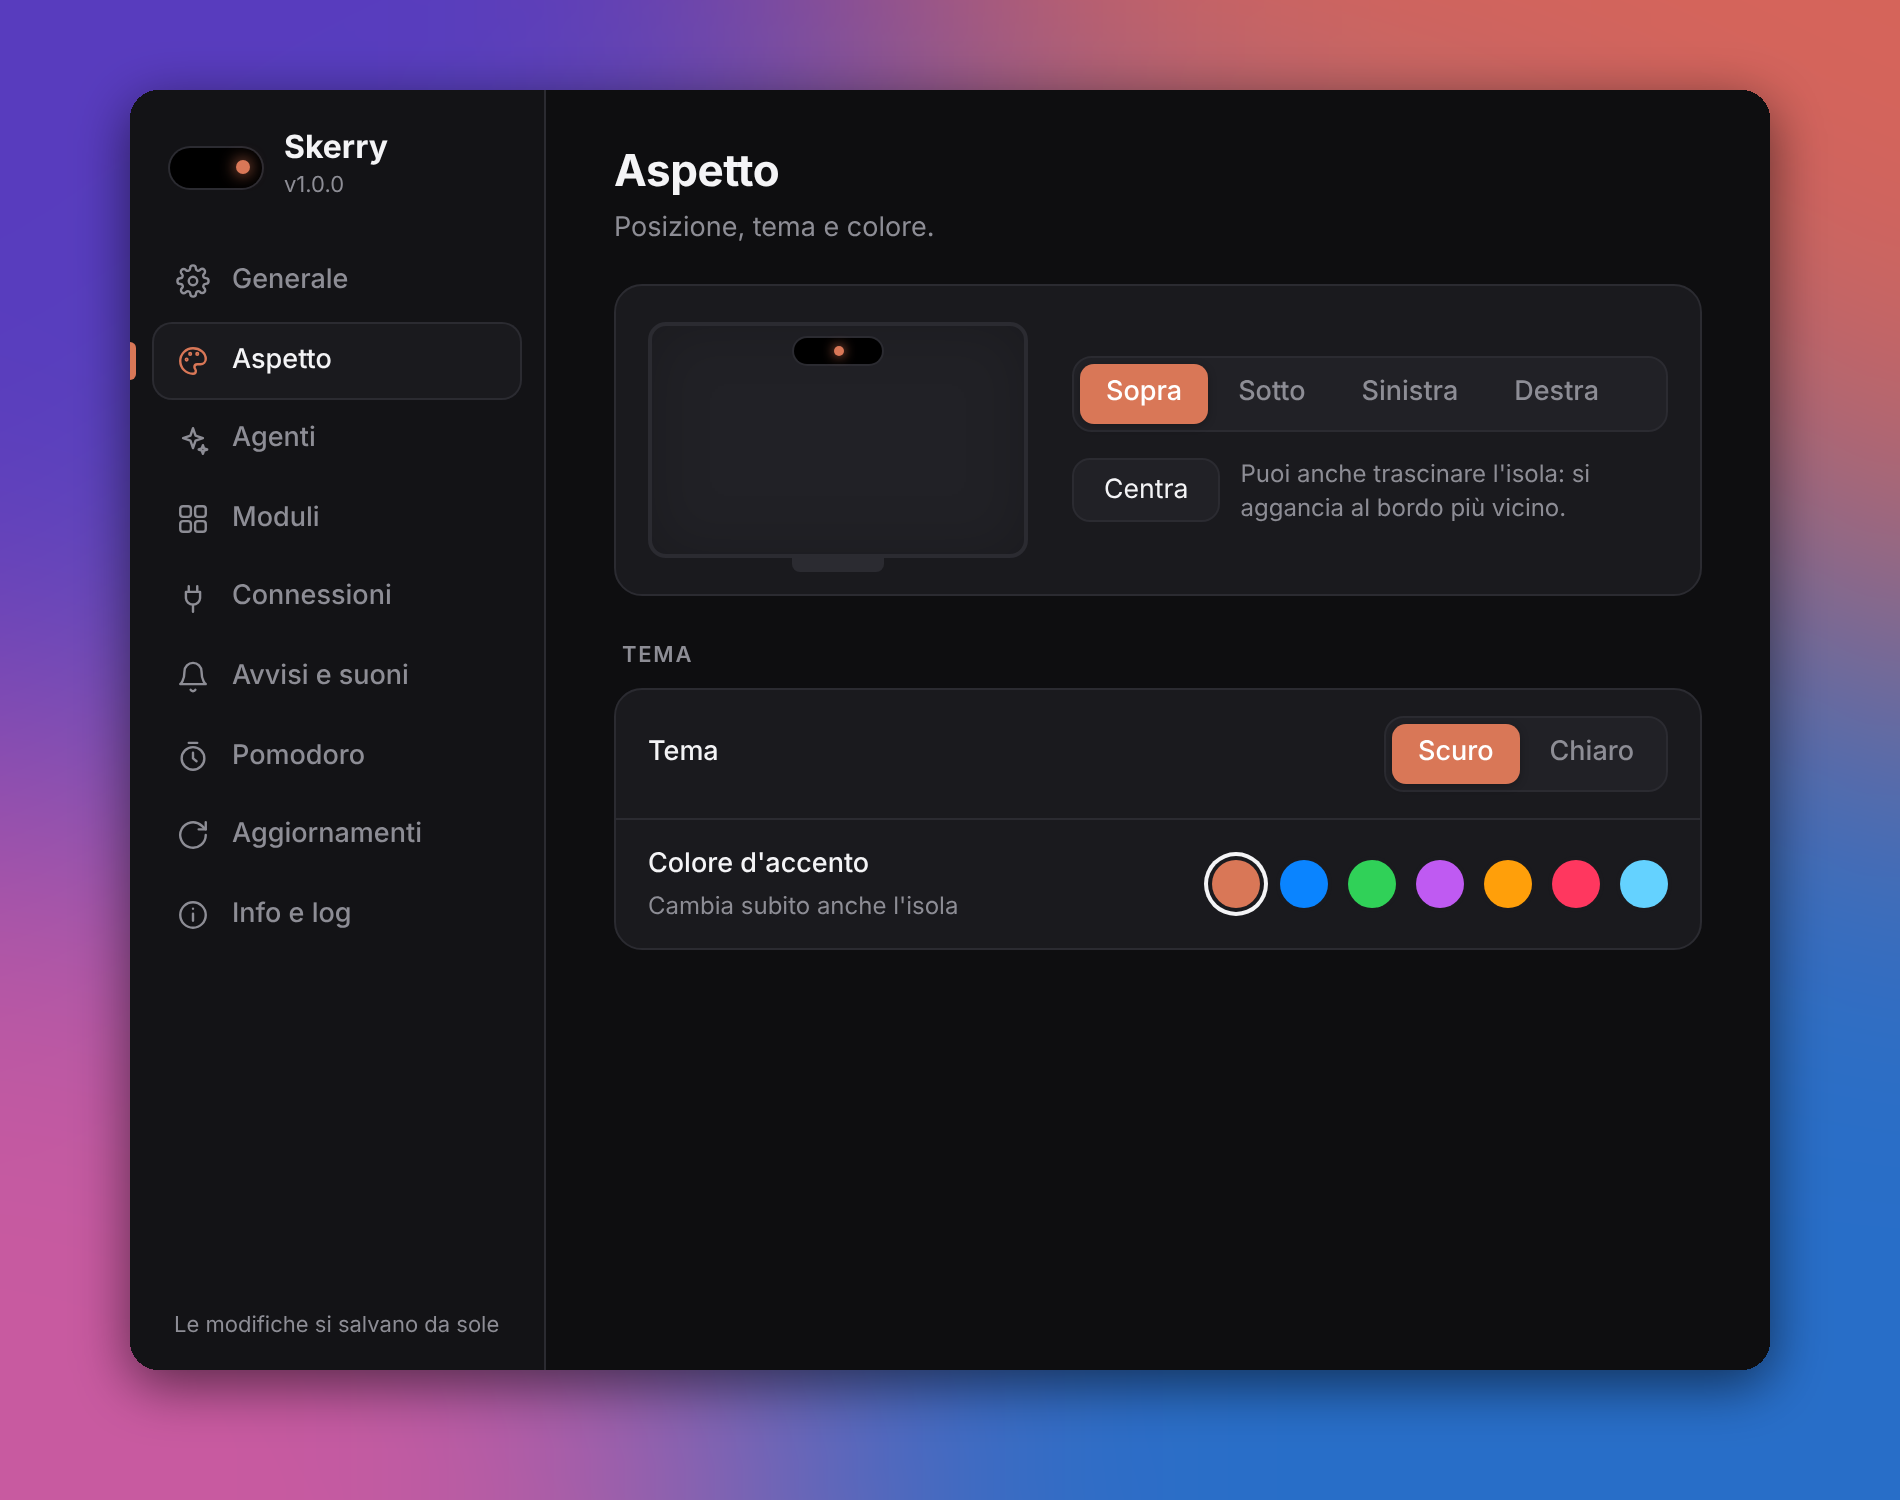 Skerry
v1.0.0
Generale
Aspetto
Agenti
Moduli
Connessioni
Avvisi e suoni
Pomodoro
Aggiornamenti
Info e log
Le modifiche si salvano da sole
Aspetto
Posizione, tema e colore.
Sopra Sotto Sinistra Destra
Centra
Puoi anche trascinare l'isola: si
aggancia al bordo più vicino.
TEMA
Tema
Scuro Chiaro
Colore d'accento
Cambia subito anche l'isola